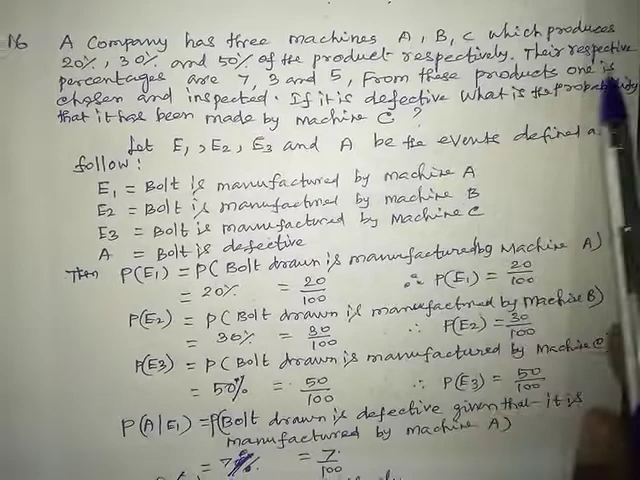 16 A Company has three machines A, B, C which produces
20%, 30% and 50% of the product respectively. Their respective
percentages are 7, 3 and 5, From these products one is
chosen and inspected. If it is defective What is the probability
that it has been made by machine C ?
Let E1, E2, E3 and A be the events defined a
follow:
E1 = Bolt is manufactured by machine A
E2 = Bolt is manufactured by machine B
E3 = Bolt is manufactured by Machine C
A = Bolt is defective
Then P(E1) = P( Bolt drawn is manufactured by Machine A)
= 20% = 20/100 ∴ P(E1) = 20/100
P(E2) = P( Bolt drawn is manufactured by Machine B)
= 30% = 30/100 ∴ P(E2) = 30/100
P(E3) = P( Bolt drawn is manufactured by Machine C)
= 50% = 50/100 ∴ P(E3) = 50/100
P(A|E1) = P(Bolt drawn is defective given that it is
manufactured by machine A)
= 7% = 7/100